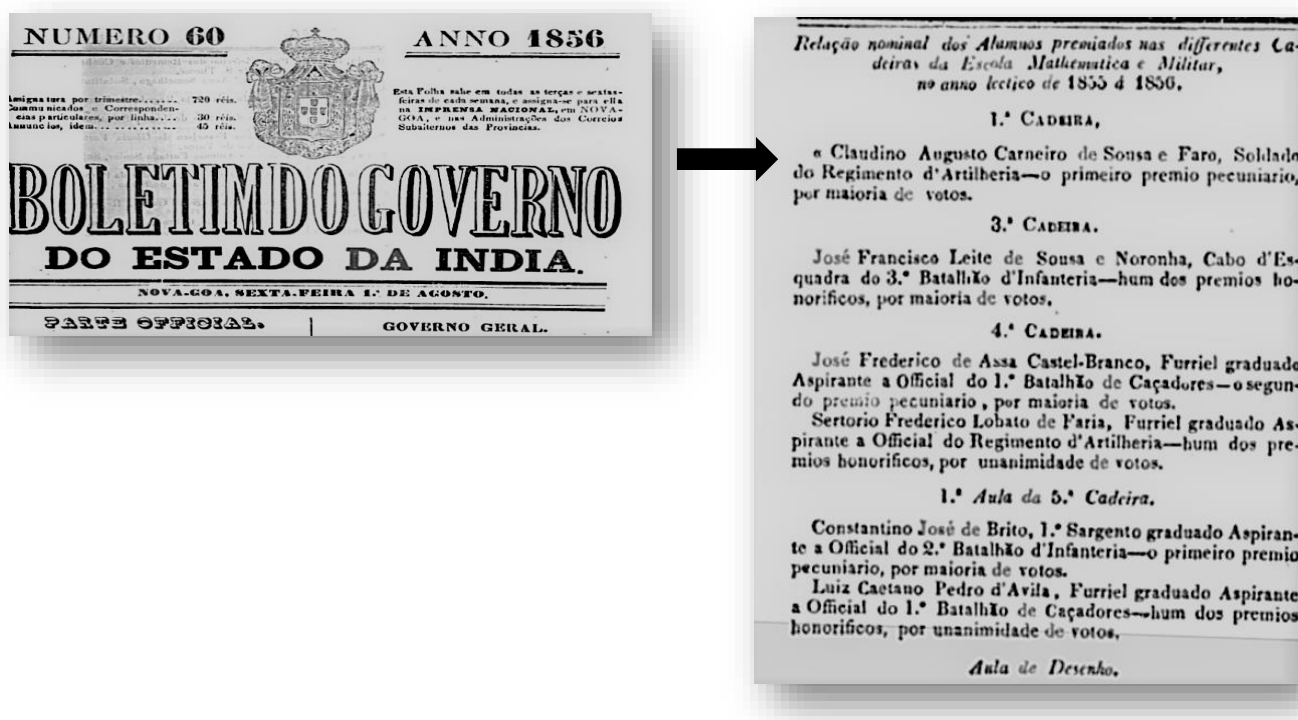 NUMERO 60
ANNO 1856
Assignatura por trimestre....... 720 réis.
Communicados e Corresponden-
cias particulares, por linha..... 30 réis.
Annuncios, idem................ 45 réis.
Esta Folha sahe em todas as terças e sextas-
feiras de cada semana, e assigna-se para ella
na IMPRENSA NACIONAL, em NOVA-
GOA, e nas Administrações dos Correios
Subalternos das Provincias.
BOLETIM DO GOVERNO
DO ESTADO DA INDIA.
NOVA-GOA, SEXTA-FEIRA 1.º DE AGOSTO.
PARTE OFFICIAL.
GOVERNO GERAL.
Relação nominal dos Alumnos premiados nas differentes Ca-
deiras da Escola Mathematica e Militar,
no anno lectico de 1855 á 1856.
1.ª CADEIRA,
« Claudino Augusto Carneiro de Sousa e Faro, Soldado
do Regimento d'Artilheria—o primeiro premio pecuniario,
por maioria de votos.
3.ª CADEIRA.
José Francisco Leite de Sousa e Noronha, Cabo d'Es-
quadra do 3.º Batalhão d'Infanteria—hum dos premios ho-
norificos, por maioria de votos.
4.ª CADEIRA.
José Frederico de Assa Castel-Branco, Furriel graduado
Aspirante a Official do 1.º Batalhão de Caçadores—o segun-
do premio pecuniario, por maioria de votos.
Sertorio Frederico Lobato de Faria, Furriel graduado As-
pirante a Official do Regimento d'Artilheria—hum dos pre-
mios honorificos, por unanimidade de votos.
1.ª Aula da 5.ª Cadeira.
Constantino José de Brito, 1.º Sargento graduado Aspiran-
te a Official do 2.º Batalhão d'Infanteria—o primeiro premio
pecuniario, por maioria de votos.
Luiz Caetano Pedro d'Avila, Furriel graduado Aspirante
a Official do 1.º Batalhão de Caçadores—hum dos premios
honorificos, por unanimidade de votos.
Aula de Desenho.